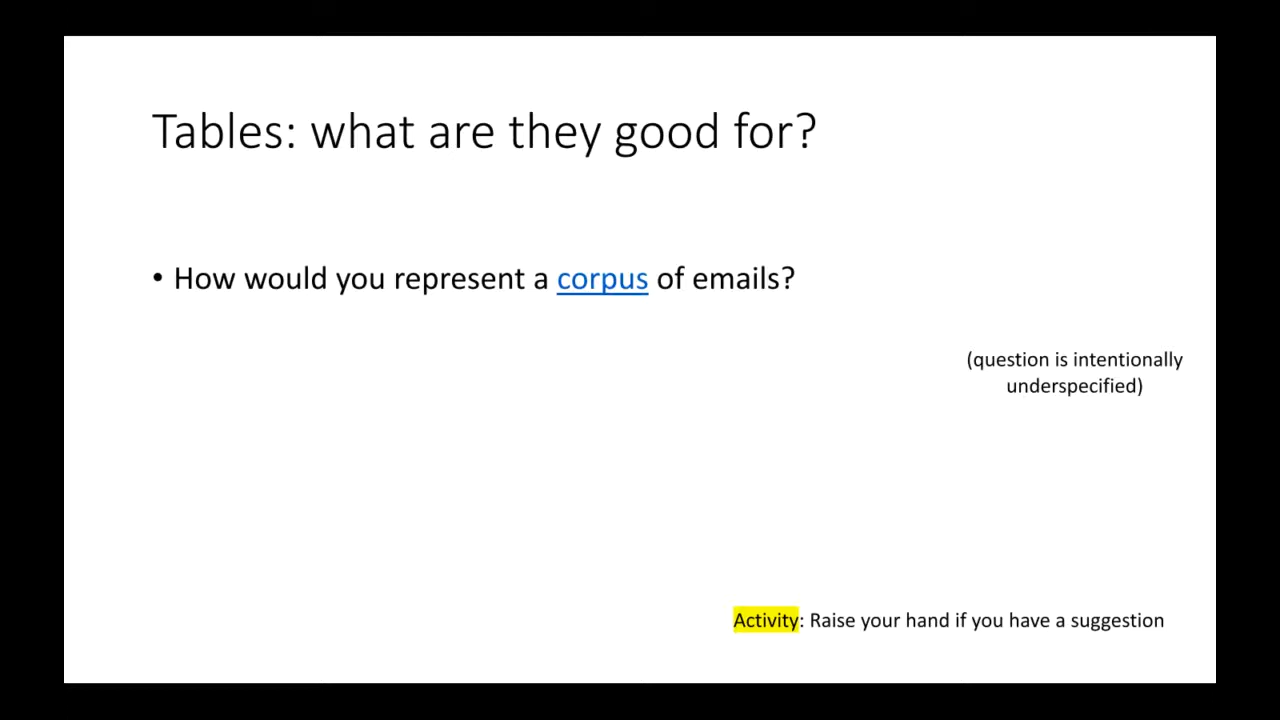 Tables: what are they good for?
• How would you represent a corpus of emails?
(question is intentionally
underspecified)
Activity: Raise your hand if you have a suggestion